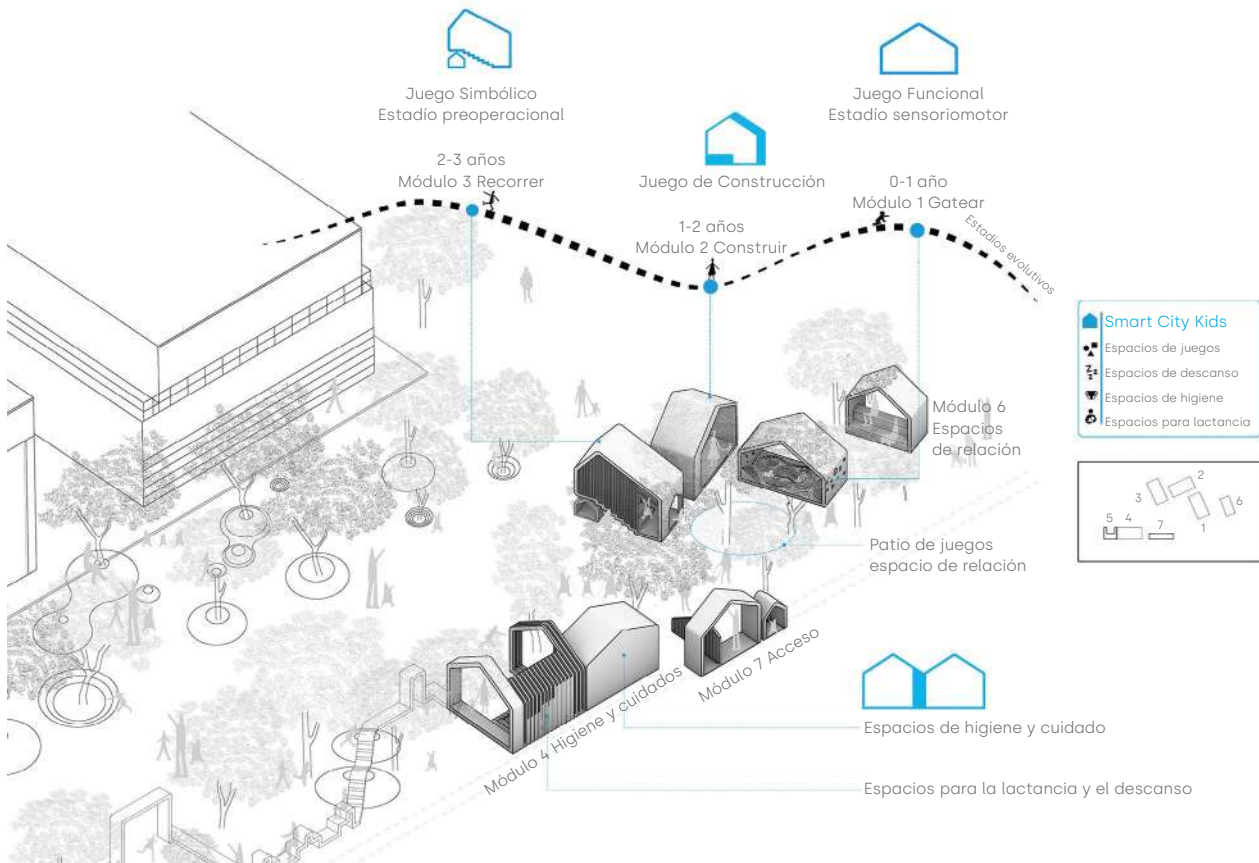 Juego Simbólico
Estadío preoperacional
2-3 años
Módulo 3 Recorrer
Juego de Construcción
1-2 años
Módulo 2 Construir
Juego Funcional
Estadío sensoriomotor
0-1 año
Módulo 1 Gatear
Estadíos evolutivos
Smart City Kids
Espacios de juegos
Espacios de descanso
Espacios de higiene
Espacios para lactancia
Módulo 6
Espacios
de relación
3
2
6
5
4
7
1
Patio de juegos
espacio de relación
Módulo 7 Acceso
Módulo 4 Higiene y cuidados
Espacios de higiene y cuidado
Espacios para la lactancia y el descanso